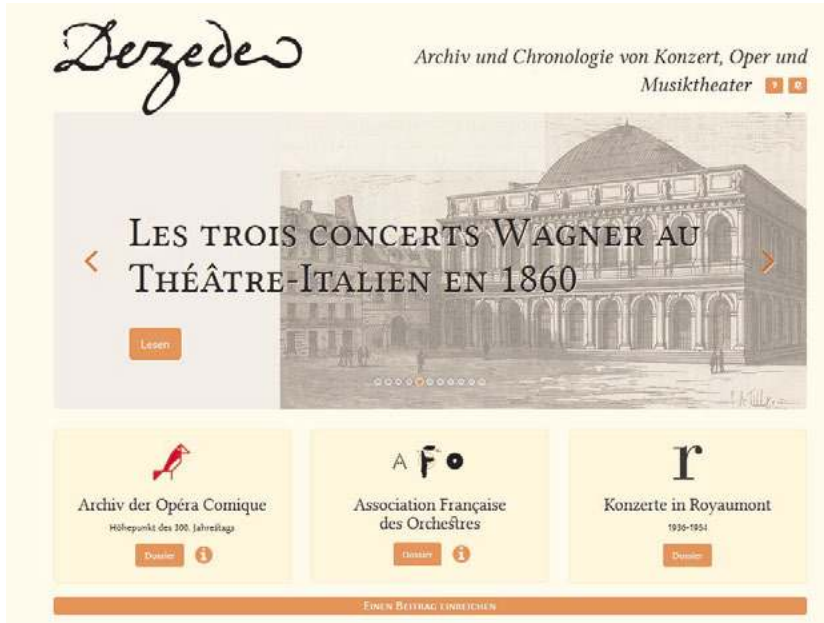 Dezede
Archiv und Chronologie von Konzert, Oper und
Musiktheater
LES TROIS CONCERTS WAGNER AU
THÉÂTRE-ITALIEN EN 1860
Lesen
A F O
r
Archiv der Opéra Comique
Höhepunkt des 300. Jahrestags
Dossier
Association Française
des Orchestres
Dossier
Konzerte in Royaumont
1936-1954
Dossier
EINEN BEITRAG EINREICHEN